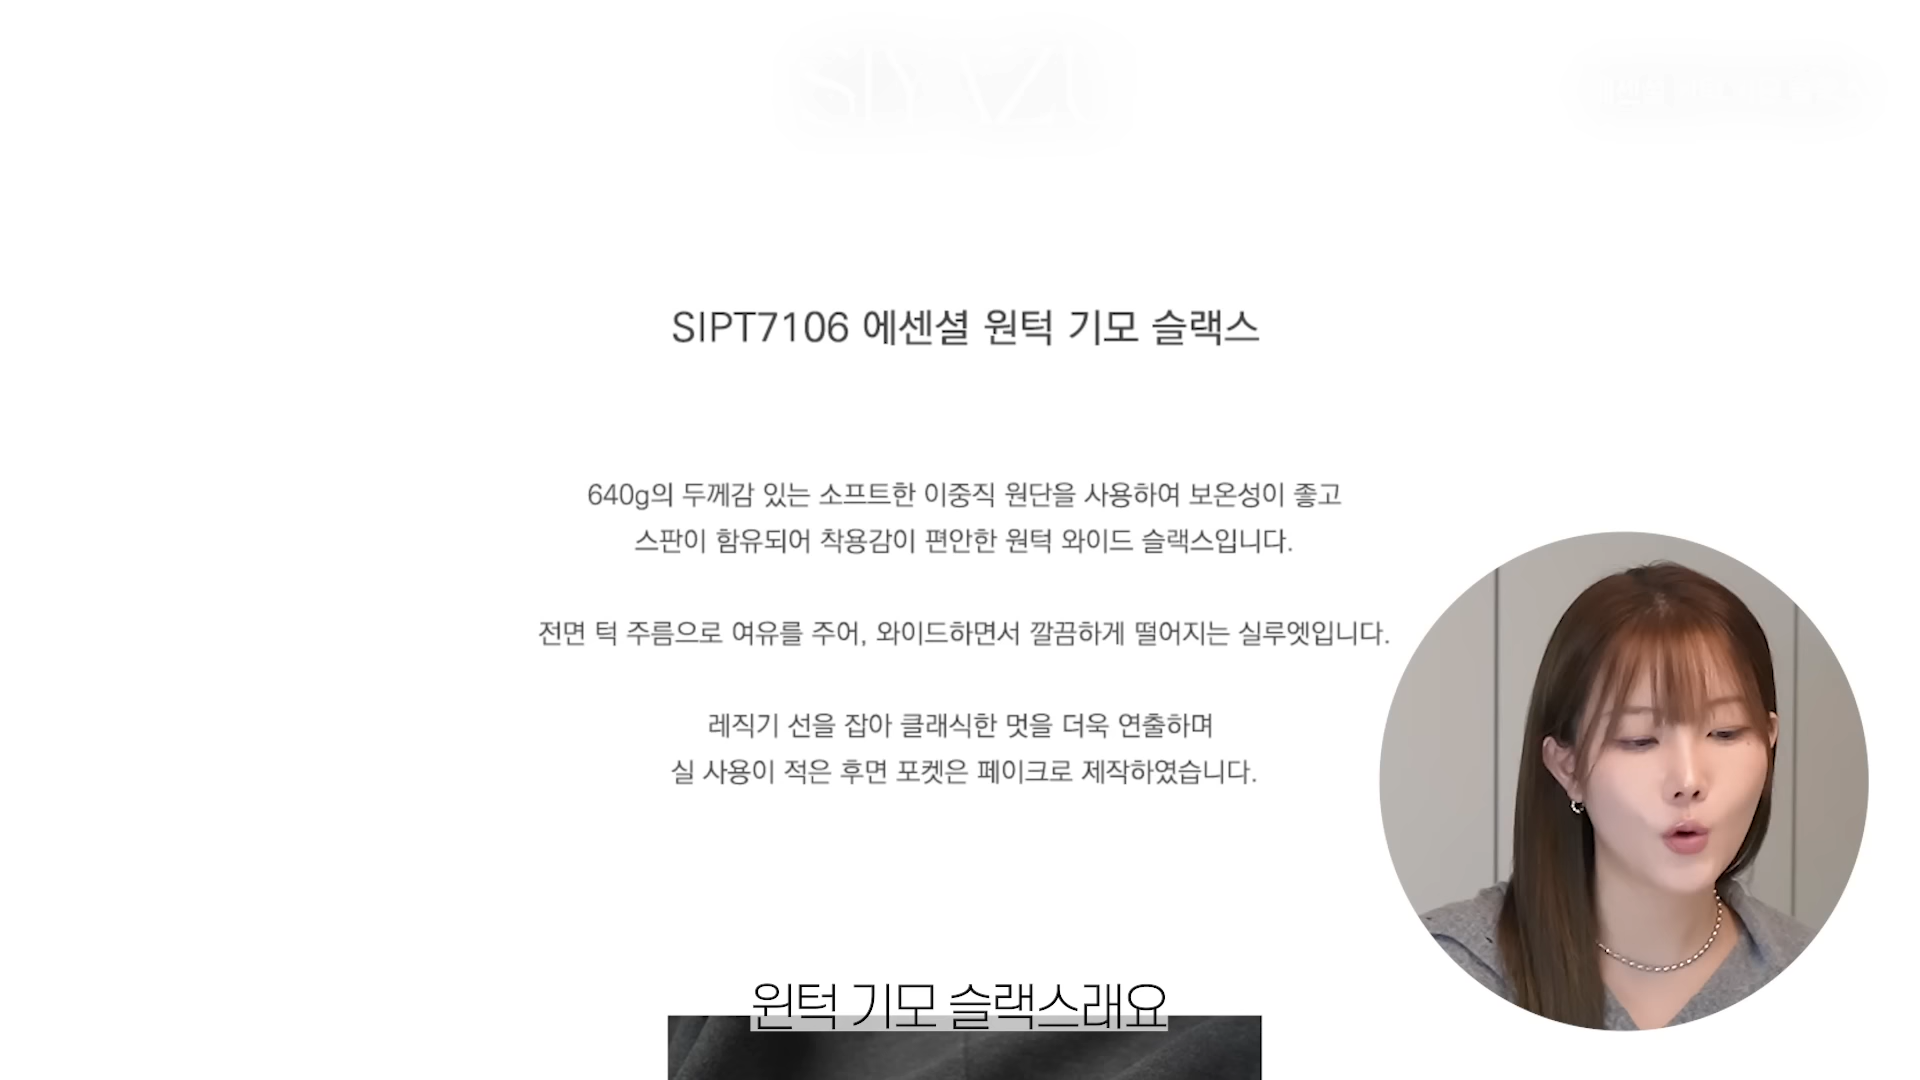 SIYAZU
SIPT7106 에센셜 원턱 기모 슬랙스
640g의 두께감 있는 소프트한 이중직 원단을 사용하여 보온성이 좋고
스판이 함유되어 착용감이 편안한 원턱 와이드 슬랙스입니다.
전면 턱 주름으로 여유를 주어, 와이드하면서 깔끔하게 떨어지는 실루엣입니다.
레직기 선을 잡아 클래식한 멋을 더욱 연출하며
실 사용이 적은 후면 포켓은 페이크로 제작하였습니다.
원턱 기모 슬랙스래요